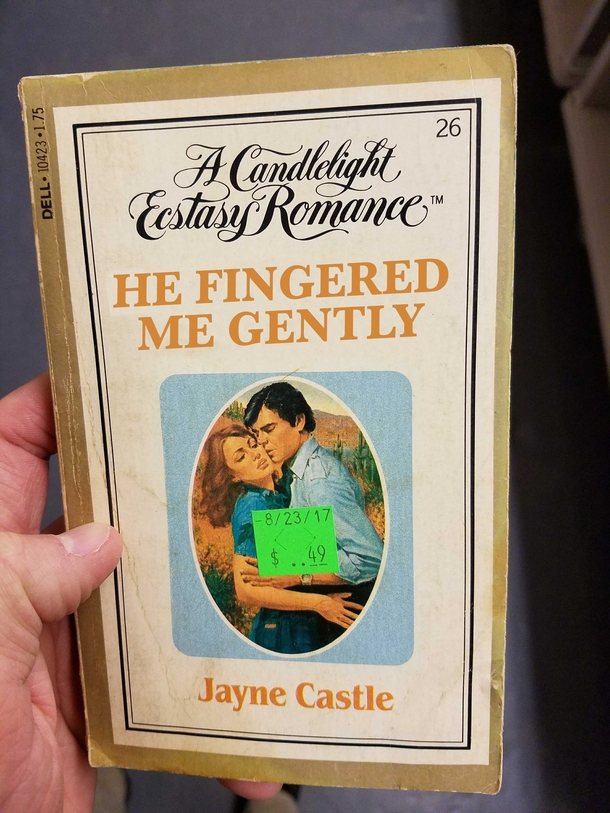 DELL • 10423 • 1.75
26
A Candlelight
Ecstasy Romance™
HE FINGERED
ME GENTLY
-8/23/17
$ ..49
Jayne Castle